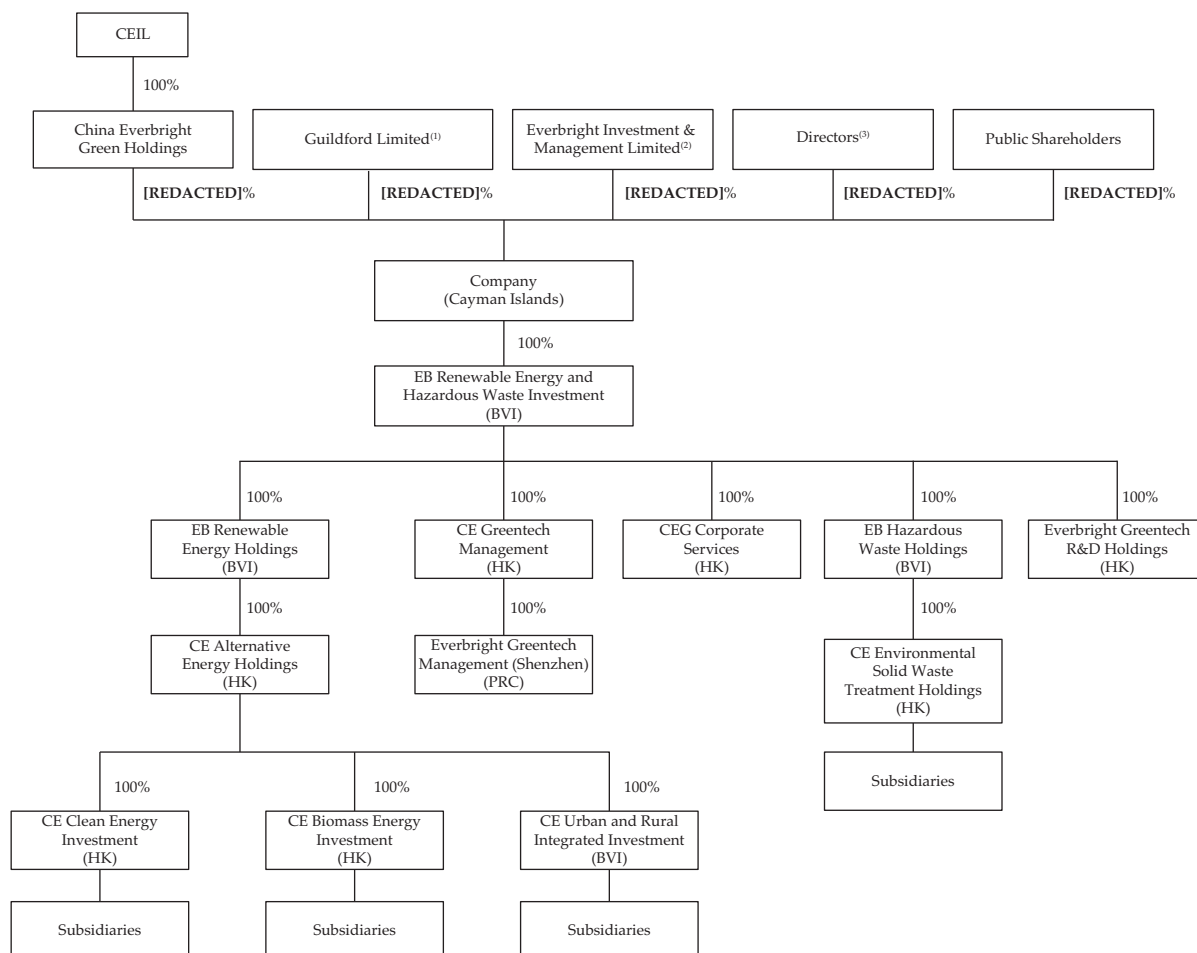 CEIL
100%
China Everbright
Green Holdings
Guildford Limited(1)
Everbright Investment &
Management Limited(2)
Directors(3)
Public Shareholders
[REDACTED]%
[REDACTED]%
[REDACTED]%
[REDACTED]%
[REDACTED]%
Company
(Cayman Islands)
100%
EB Renewable Energy and
Hazardous Waste Investment
(BVI)
100%
100%
100%
100%
100%
EB Renewable
Energy Holdings
(BVI)
CE Greentech
Management
(HK)
CEG Corporate
Services
(HK)
EB Hazardous
Waste Holdings
(BVI)
Everbright Greentech
R&D Holdings
(HK)
100%
100%
100%
CE Alternative
Energy Holdings
(HK)
Everbright Greentech
Management (Shenzhen)
(PRC)
CE Environmental
Solid Waste
Treatment Holdings
(HK)
Subsidiaries
100%
100%
100%
CE Clean Energy
Investment
(HK)
CE Biomass Energy
Investment
(HK)
CE Urban and Rural
Integrated Investment
(BVI)
Subsidiaries
Subsidiaries
Subsidiaries